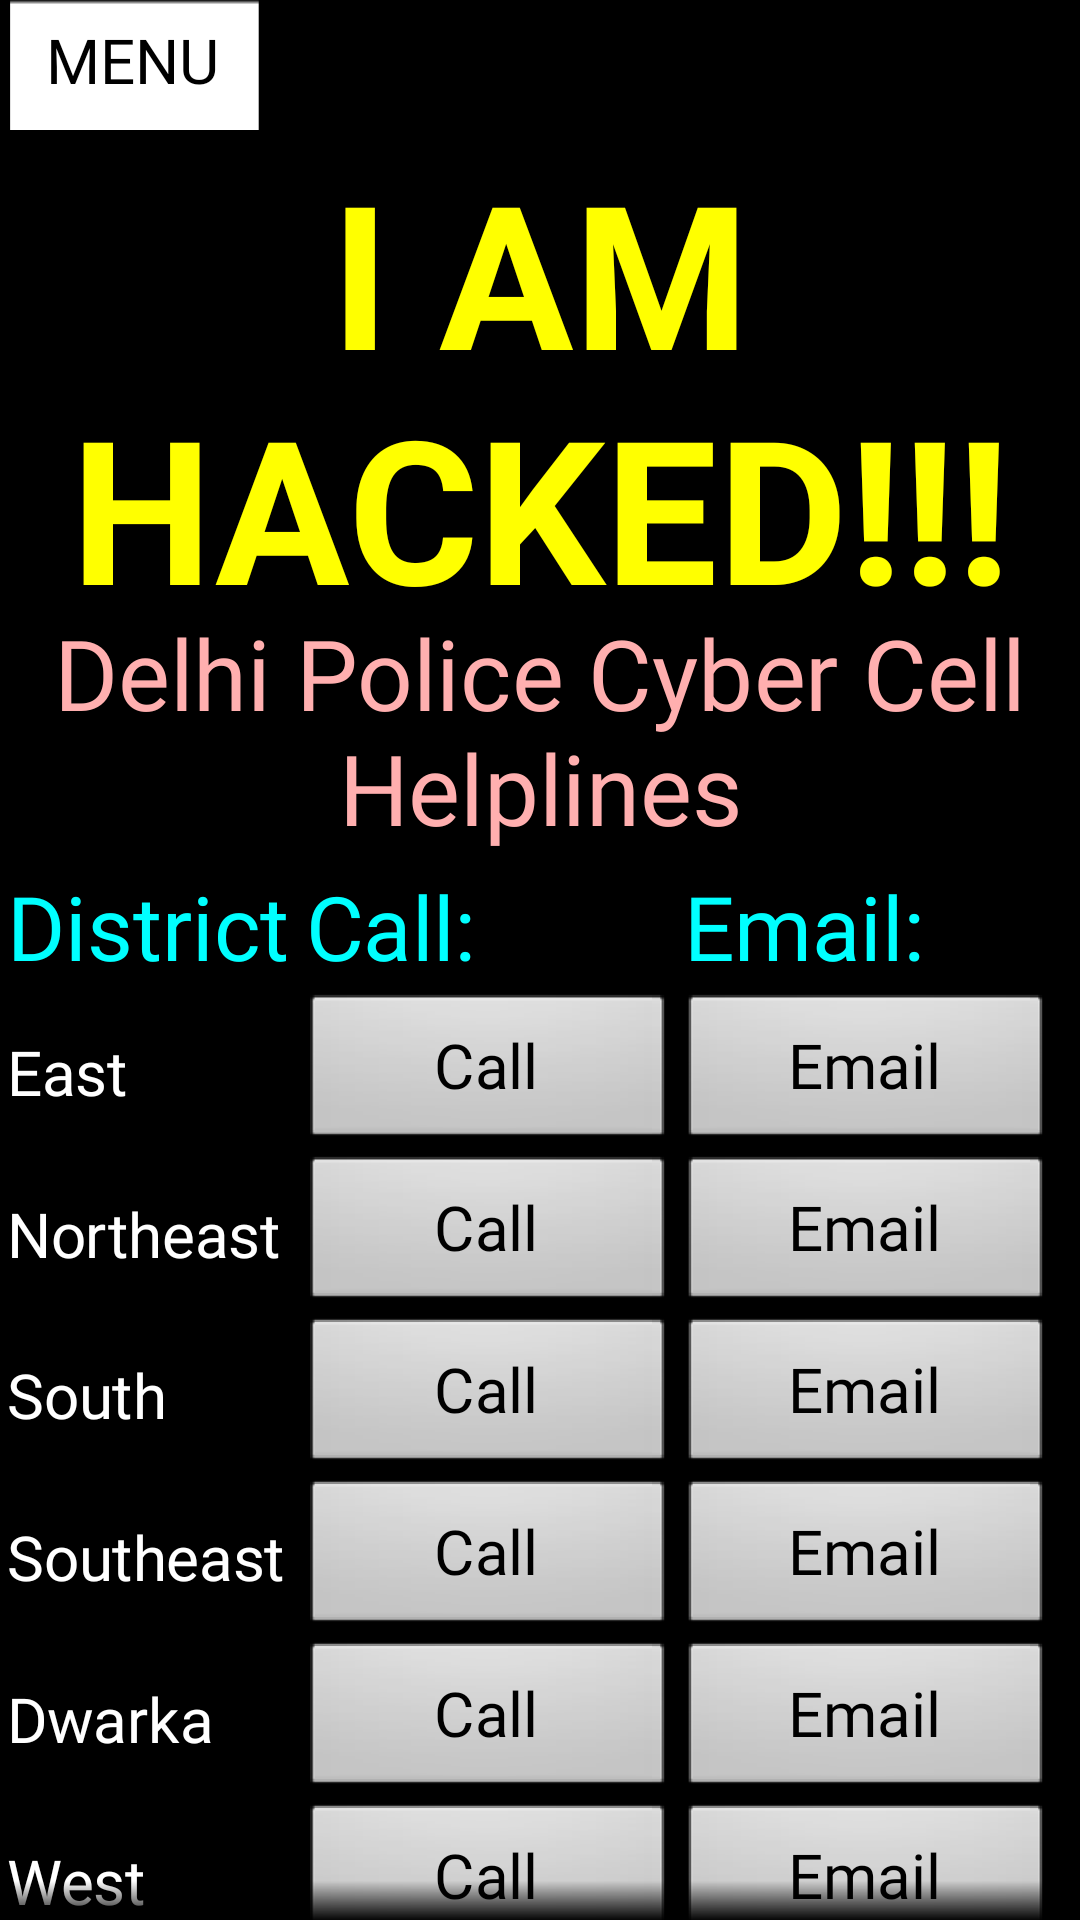 MENU
I AM
HACKED!!!
Delhi Police Cyber Cell
Helplines
District Call: Email:
East Call Email
Northeast Call Email
South Call Email
Southeast Call Email
Dwarka Call Email
West Call Email